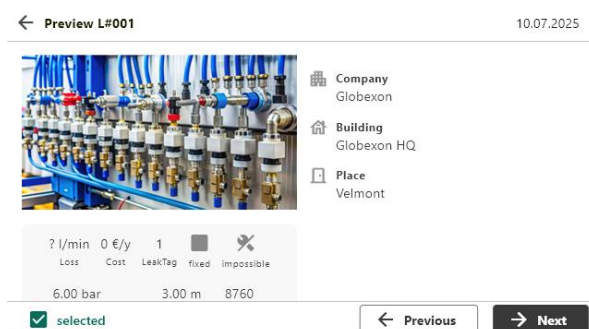 Preview L#001
10.07.2025
Company
Globexon
Building
Globexon HQ
Place
Velmont
? l/min 0 €/y 1
Loss Cost LeakTag fixed impossible
6.00 bar 3.00 m 8760
selected
Previous
Next